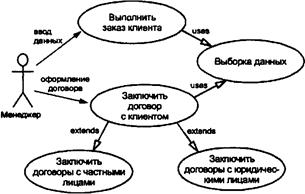 Выполнить
заказ клиента
ввод
данных
uses
Выборка данных
оформление
договора
Менеджер
Заключить
договор
с клиентом
uses
extends
extends
Заключить
договоры с частными
лицами
Заключить
договоры с юридичес-
кими лицами